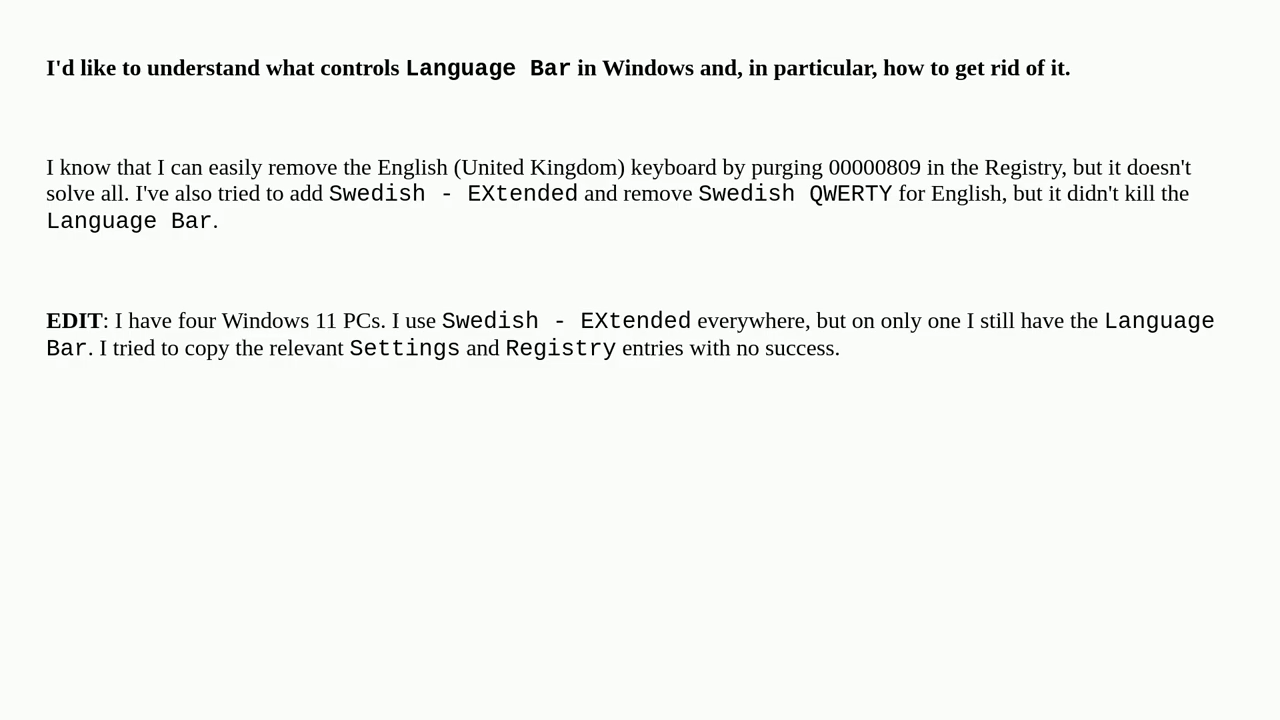 I'd like to understand what controls Language Bar in Windows and, in particular, how to get rid of it.
I know that I can easily remove the English (United Kingdom) keyboard by purging 00000809 in the Registry, but it doesn't
solve all. I've also tried to add Swedish - EXtended and remove Swedish QWERTY for English, but it didn't kill the
Language Bar.
EDIT: I have four Windows 11 PCs. I use Swedish - EXtended everywhere, but on only one I still have the Language
Bar. I tried to copy the relevant Settings and Registry entries with no success.